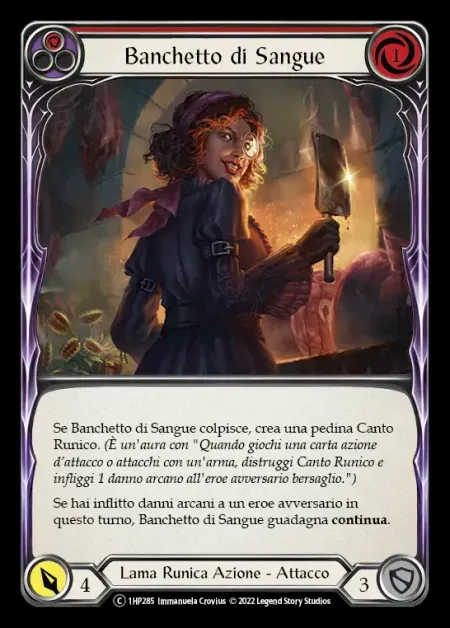 Banchetto di Sangue
1
Se Banchetto di Sangue colpisce, crea una pedina Canto
Runico. (È un'aura con "Quando giochi una carta azione
d'attacco o attacchi con un'arma, distruggi Canto Runico e
infliggi 1 danno arcano all'eroe avversario bersaglio.")
Se hai inflitto danni arcani a un eroe avversario in
questo turno, Banchetto di Sangue guadagna continua.
4
Lama Runica Azione - Attacco
3
C 1HP285 Immanuela Crovius © 2022 Legend Story Studios